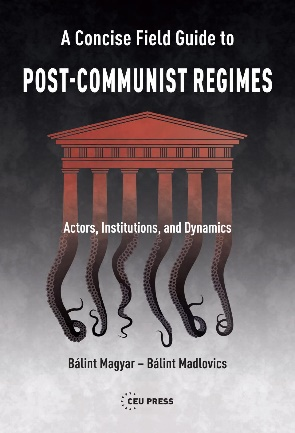 A Concise Field Guide to
POST-COMMUNIST REGIMES
Actors, Institutions, and Dynamics
Bálint Magyar – Bálint Madlovics
CEU PRESS